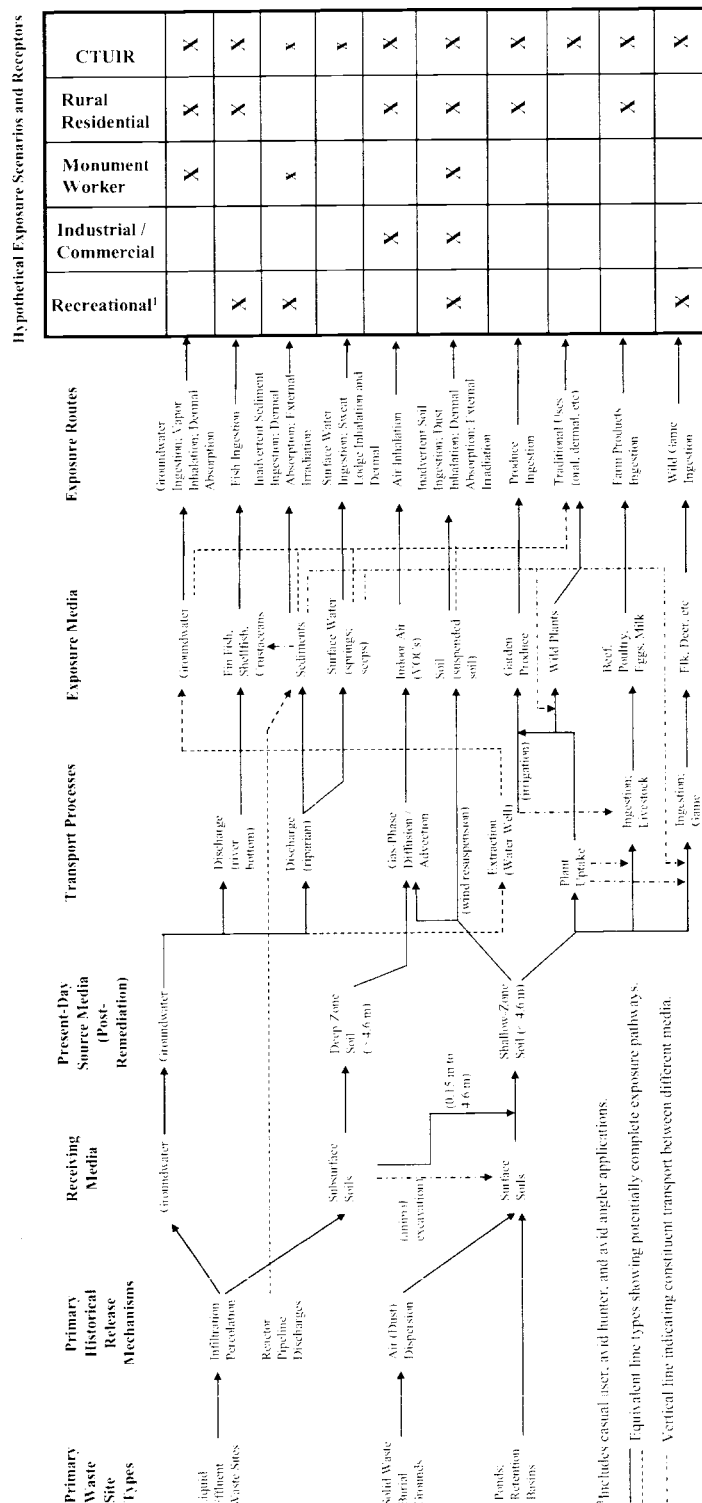 Hypothetical Exposure Scenarios and Receptors
Primary
Waste
Site
Types
Primary
Historical
Release
Mechanisms
Receiving
Media
Present-Day
Source Media
(Post-
Remediation)
Transport Processes
Exposure Media
Exposure Routes
Recreational¹
Industrial /
Commercial
Monument
Worker
Rural
Residential
CTUIR
Liquid
Effluent
Waste Sites
Infiltration
Percolation
Groundwater
Groundwater
Discharge
(river
bottom)
Discharge
(riparian)
Groundwater
Fin Fish,
Shellfish,
Crustaceans
Sediments
Surface Water
(springs,
seeps)
Groundwater
Ingestion; Vapor
Inhalation; Dermal
Absorption
X X X
Fish Ingestion
X X X
Inadvertent Sediment
Ingestion; Dermal
Absorption; External
Irradiation
X x x
Surface Water
Ingestion; Sweat
Lodge Inhalation and
Dermal
x
Reactor
Pipeline
Discharges
Subsurface
Soils
Deep Zone
Soil
(> 4.6 m)
Gas-Phase
Diffusion /
Advection
Indoor Air
(VOCs)
Air Inhalation
X X X
Solid Waste
Burial
Grounds
Air (Dust)
Dispersion
(animal
excavation)
(0.15 m to
4.6 m)
(wind resuspension)
Soil
(suspended
soil)
Inadvertent Soil
Ingestion; Dust
Inhalation; Dermal
Absorption; External
Irradiation
X X X X X
Ponds,
Retention
Basins
Surface
Soils
Shallow-Zone
Soil (< 4.6 m)
Extraction
(Water Well)
(irrigation)
Garden
Produce
Produce
Ingestion
X X
Plant
Uptake
Wild Plants
Traditional Uses
(oral, dermal, etc)
X
Ingestion;
Livestock
Beef,
Poultry,
Eggs, Milk
Farm Products
Ingestion
X X
Ingestion;
Game
Elk, Deer, etc
Wild Game
Ingestion
X X
¹Includes casual user, avid hunter, and avid angler applications.
Equivalent line types showing potentially complete exposure pathways.
Vertical line indicating constituent transport between different media.